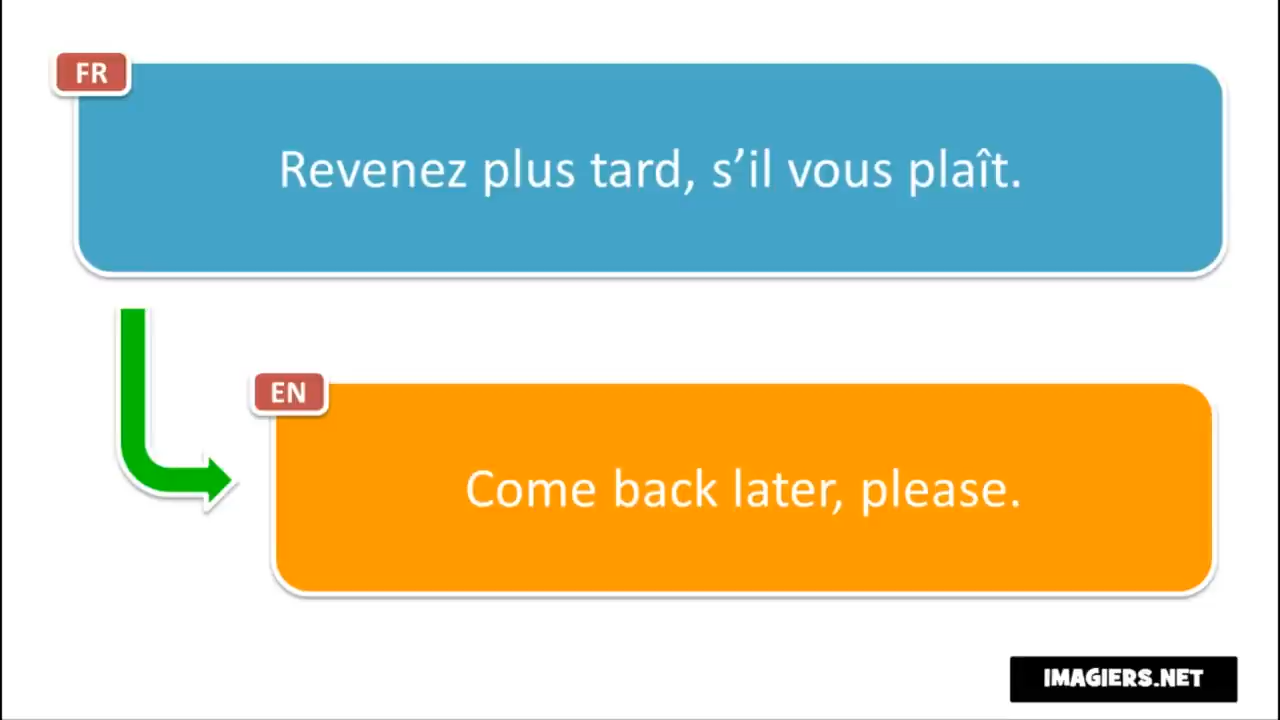 FR
Revenez plus tard, s’il vous plaît.
EN
Come back later, please.
IMAGIERS.NET